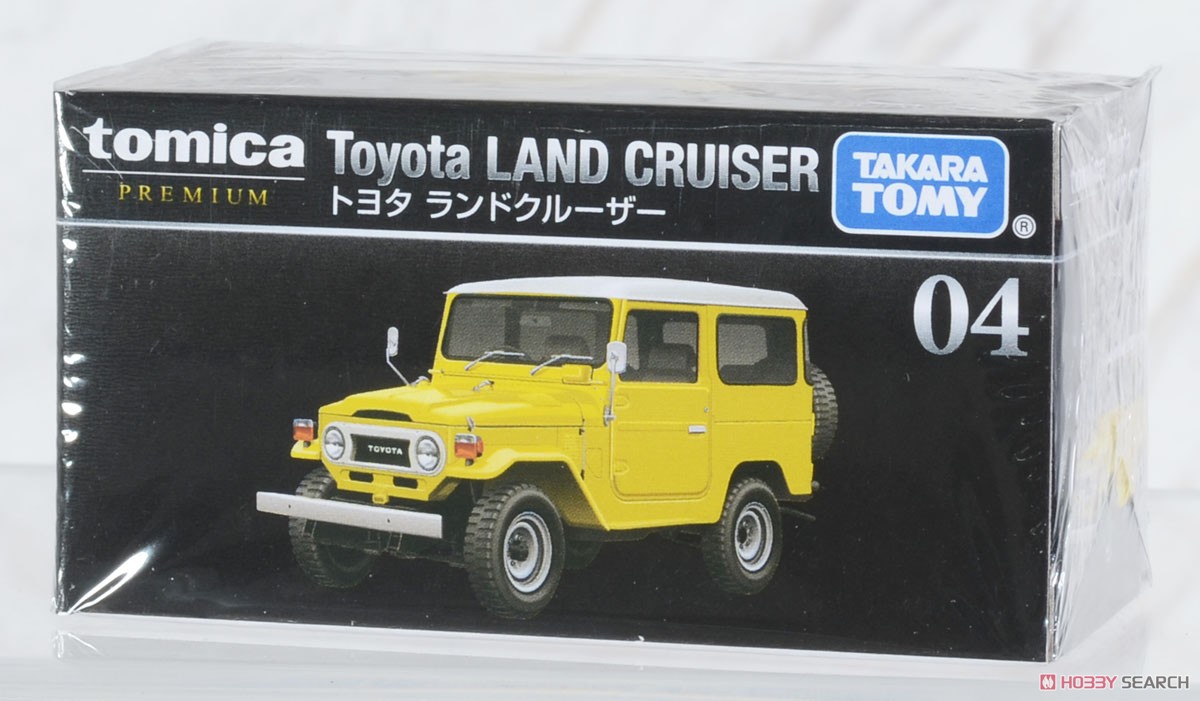 tomica
PREMIUM
Toyota LAND CRUISER
トヨタ ランドクルーザー
TAKARA
TOMY
®
04
TOYOTA
HOBBY SEARCH